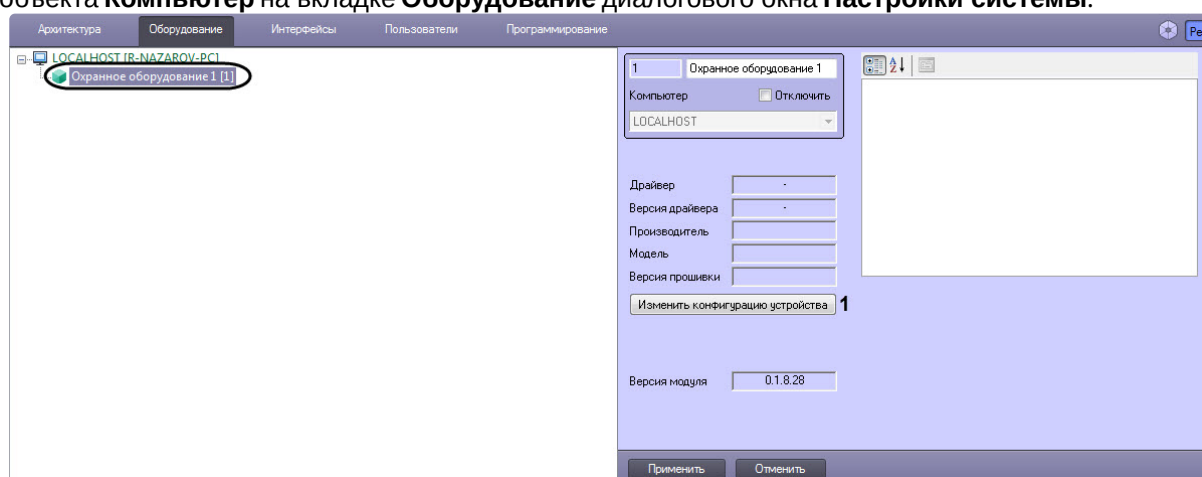 объекта Компьютер на вкладке Оборудование диалогового окна Настройки системы.
Архитектура Оборудование Интерфейсы Пользователи Программирование
LOCALHOST [R-NAZAROV-PC]
Охранное оборудование 1 [1]
1 Охранное оборудование 1
Компьютер Отключить
LOCALHOST
Драйвер -
Версия драйвера -
Производитель
Модель
Версия прошивки
Изменить конфигурацию устройства 1
Версия модуля 0.1.8.28
Применить Отменить